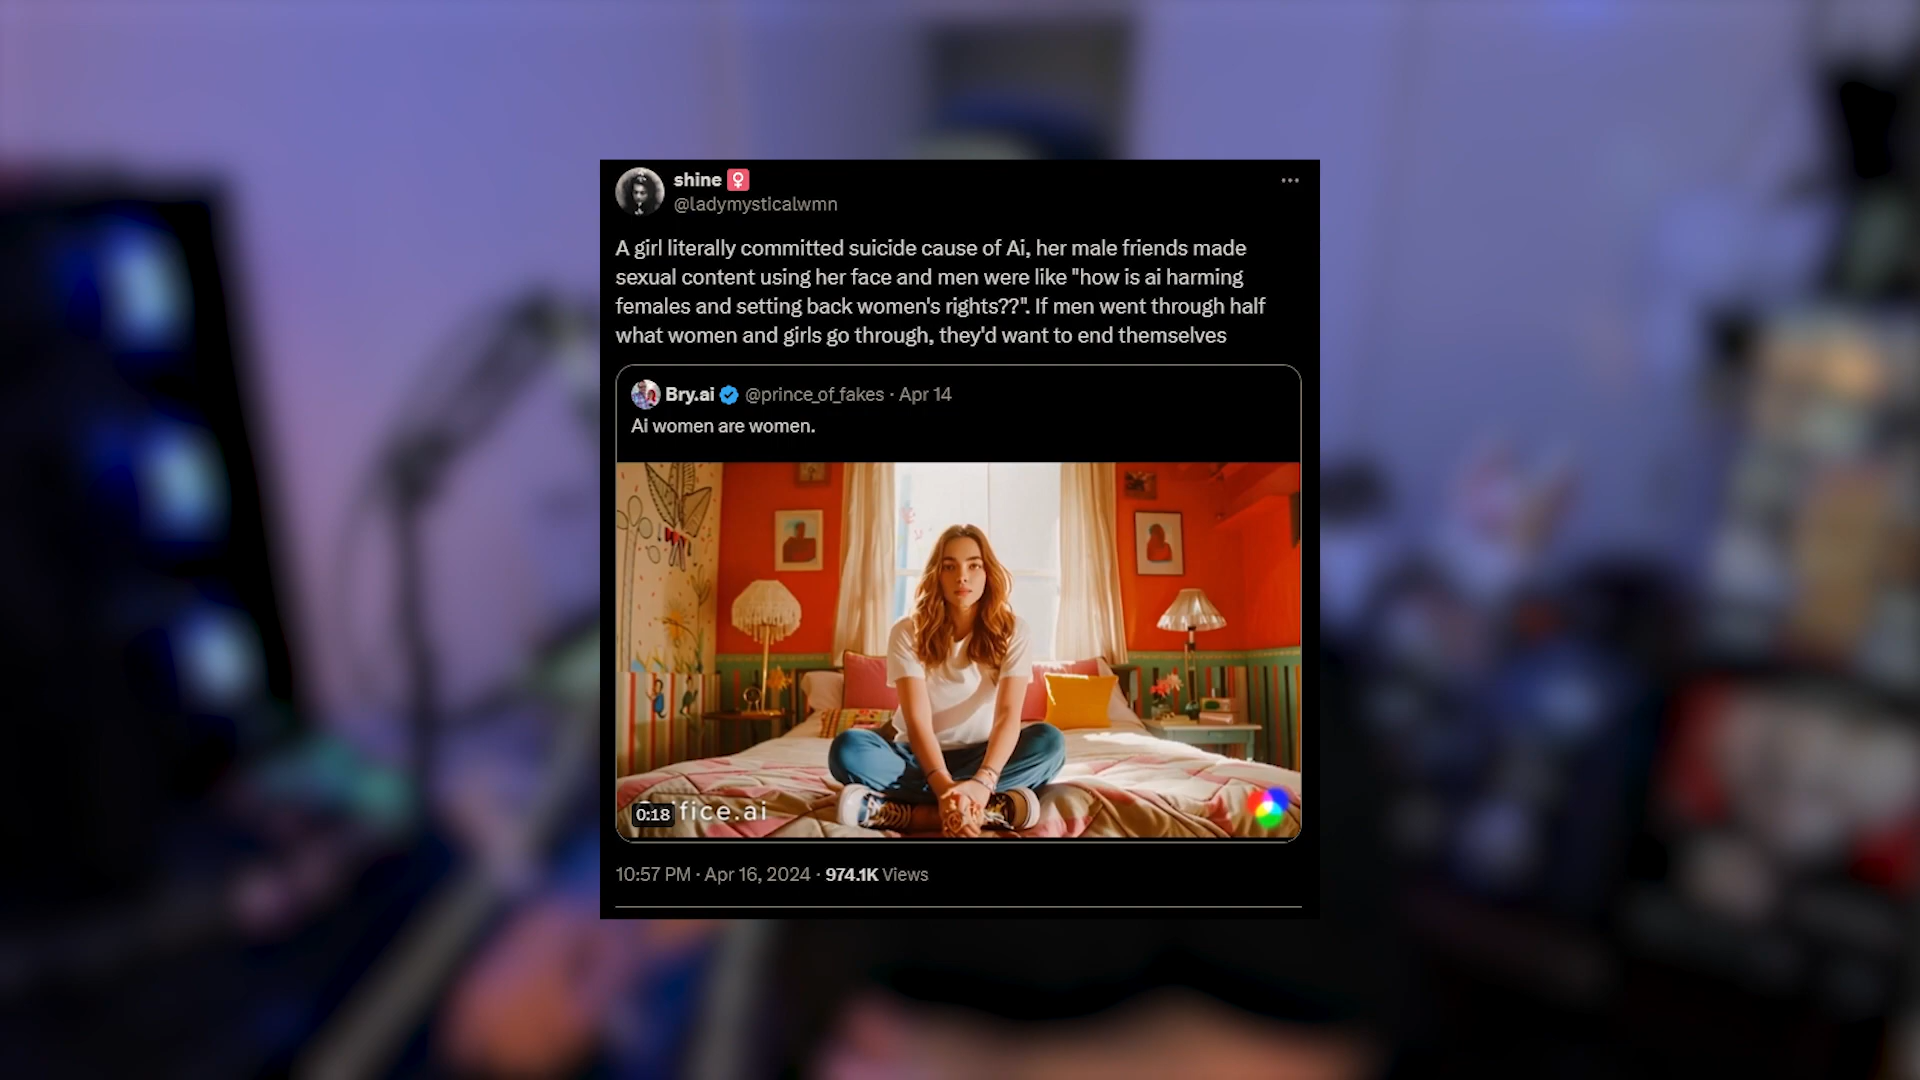 shine
@ladymysticalwmn
A girl literally committed suicide cause of Ai, her male friends made
sexual content using her face and men were like "how is ai harming
females and setting back women's rights??". If men went through half
what women and girls go through, they'd want to end themselves
Bry.ai @prince_of_fakes · Apr 14
Ai women are women.
0:18 fice.ai
10:57 PM · Apr 16, 2024 · 974.1K Views